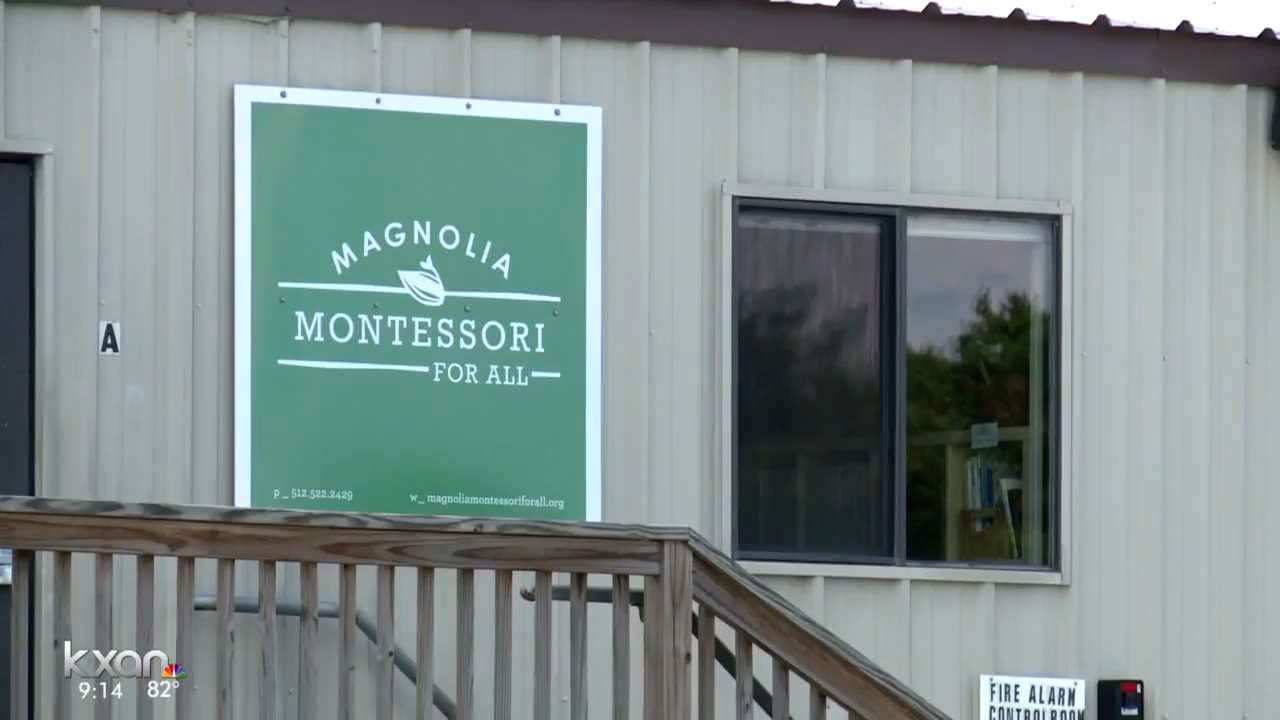 MAGNOLIA
MONTESSORI
FOR ALL
p_ 512.522.2429
w_ magnoliamontessoriforall.org
A
FIRE ALARM
CONTROL ROOM
kxan
9:14 82°